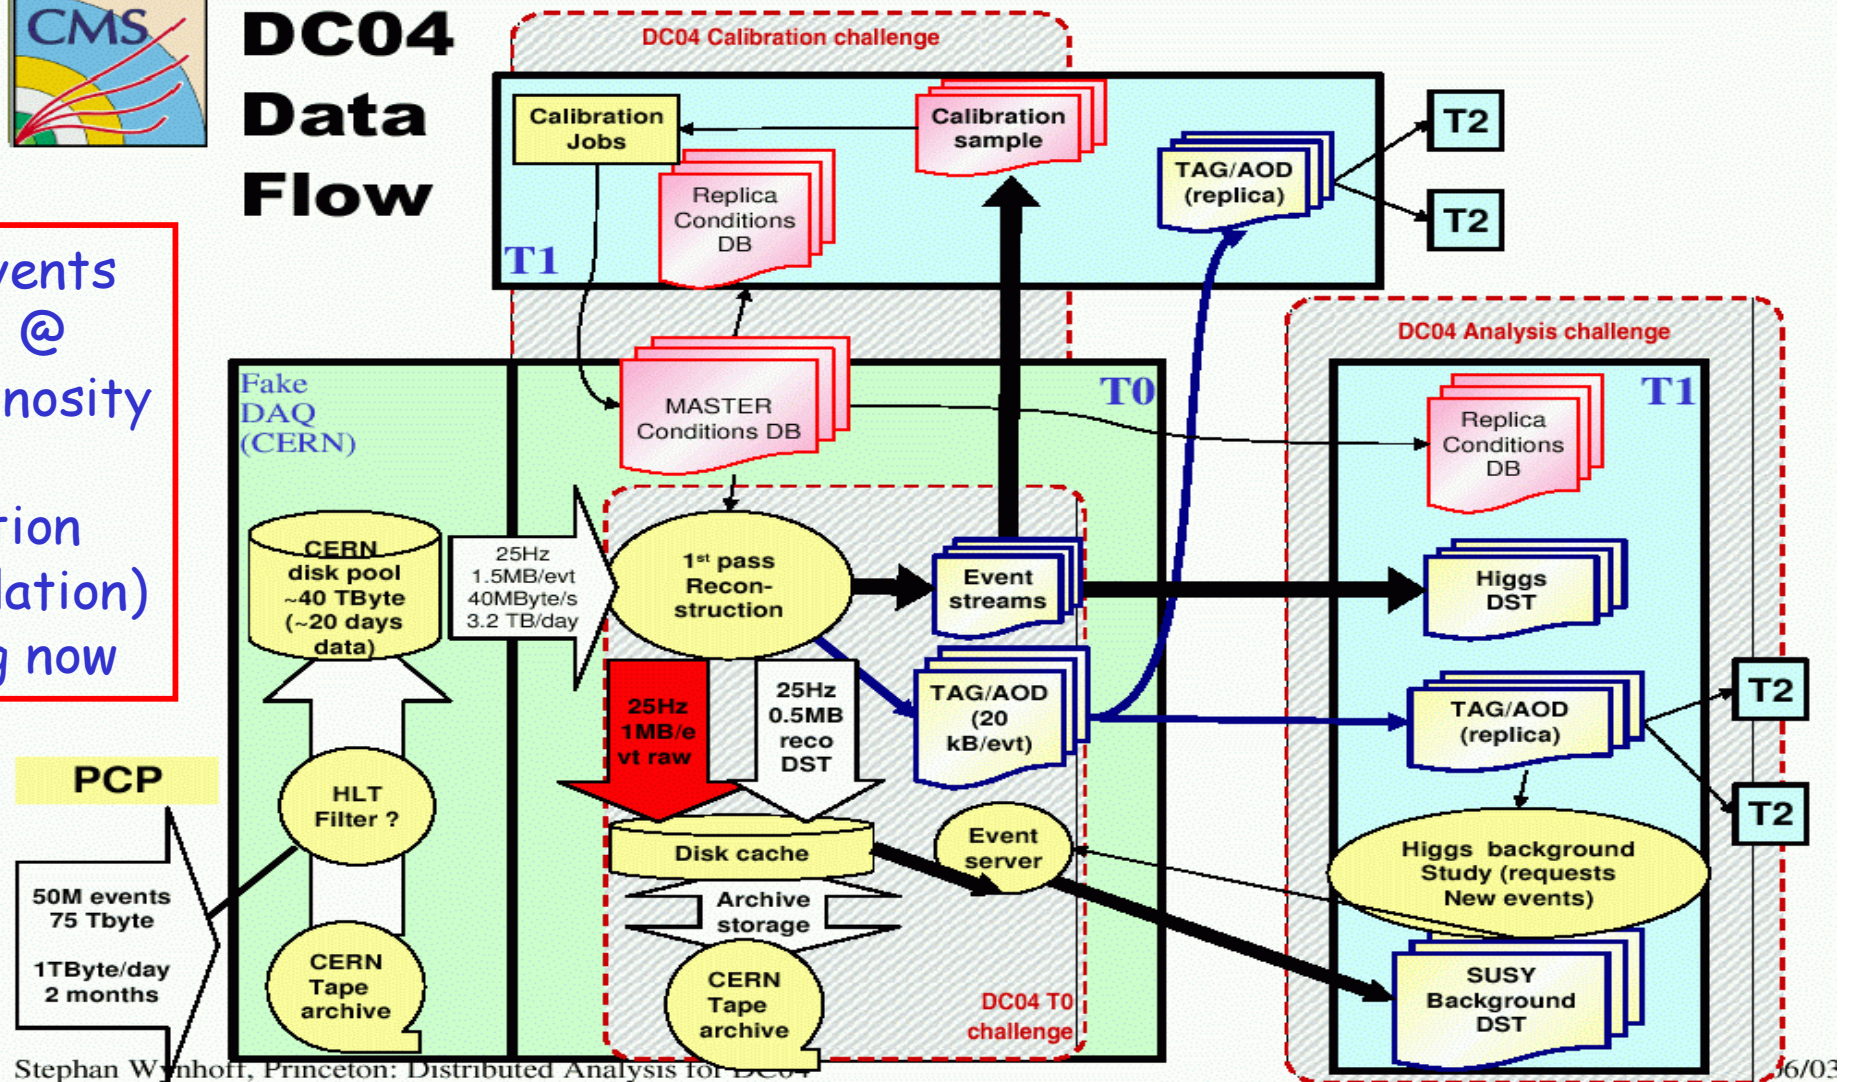 CMS
DC04
Data
Flow
DC04 Calibration challenge
Calibration
Jobs
Calibration
sample
Replica
Conditions
DB
T1
TAG/AOD
(replica)
T2
T2
@
now
Fake
DAQ
(CERN)
MASTER
Conditions DB
T0
DC04 Analysis challenge
T1
Replica
Conditions
DB
CERN
disk pool
~40 TByte
(~20 days
data)
25Hz
1.5MB/evt
40MByte/s
3.2 TB/day
1st pass
Recon-
struction
Event
streams
Higgs
DST
25Hz
1MB/e
vt raw
25Hz
0.5MB
reco
DST
TAG/AOD
(20
kB/evt)
TAG/AOD
(replica)
T2
T2
PCP
50M events
75 Tbyte
1TByte/day
2 months
HLT
Filter ?
CERN
Tape
archive
Disk cache
Archive
storage
CERN
Tape
archive
Event
server
DC04 T0
challenge
Higgs background
Study (requests
New events)
SUSY
Background
DST
Stephan Wynhoff, Princeton: Distributed Analysis for DC04
6/03